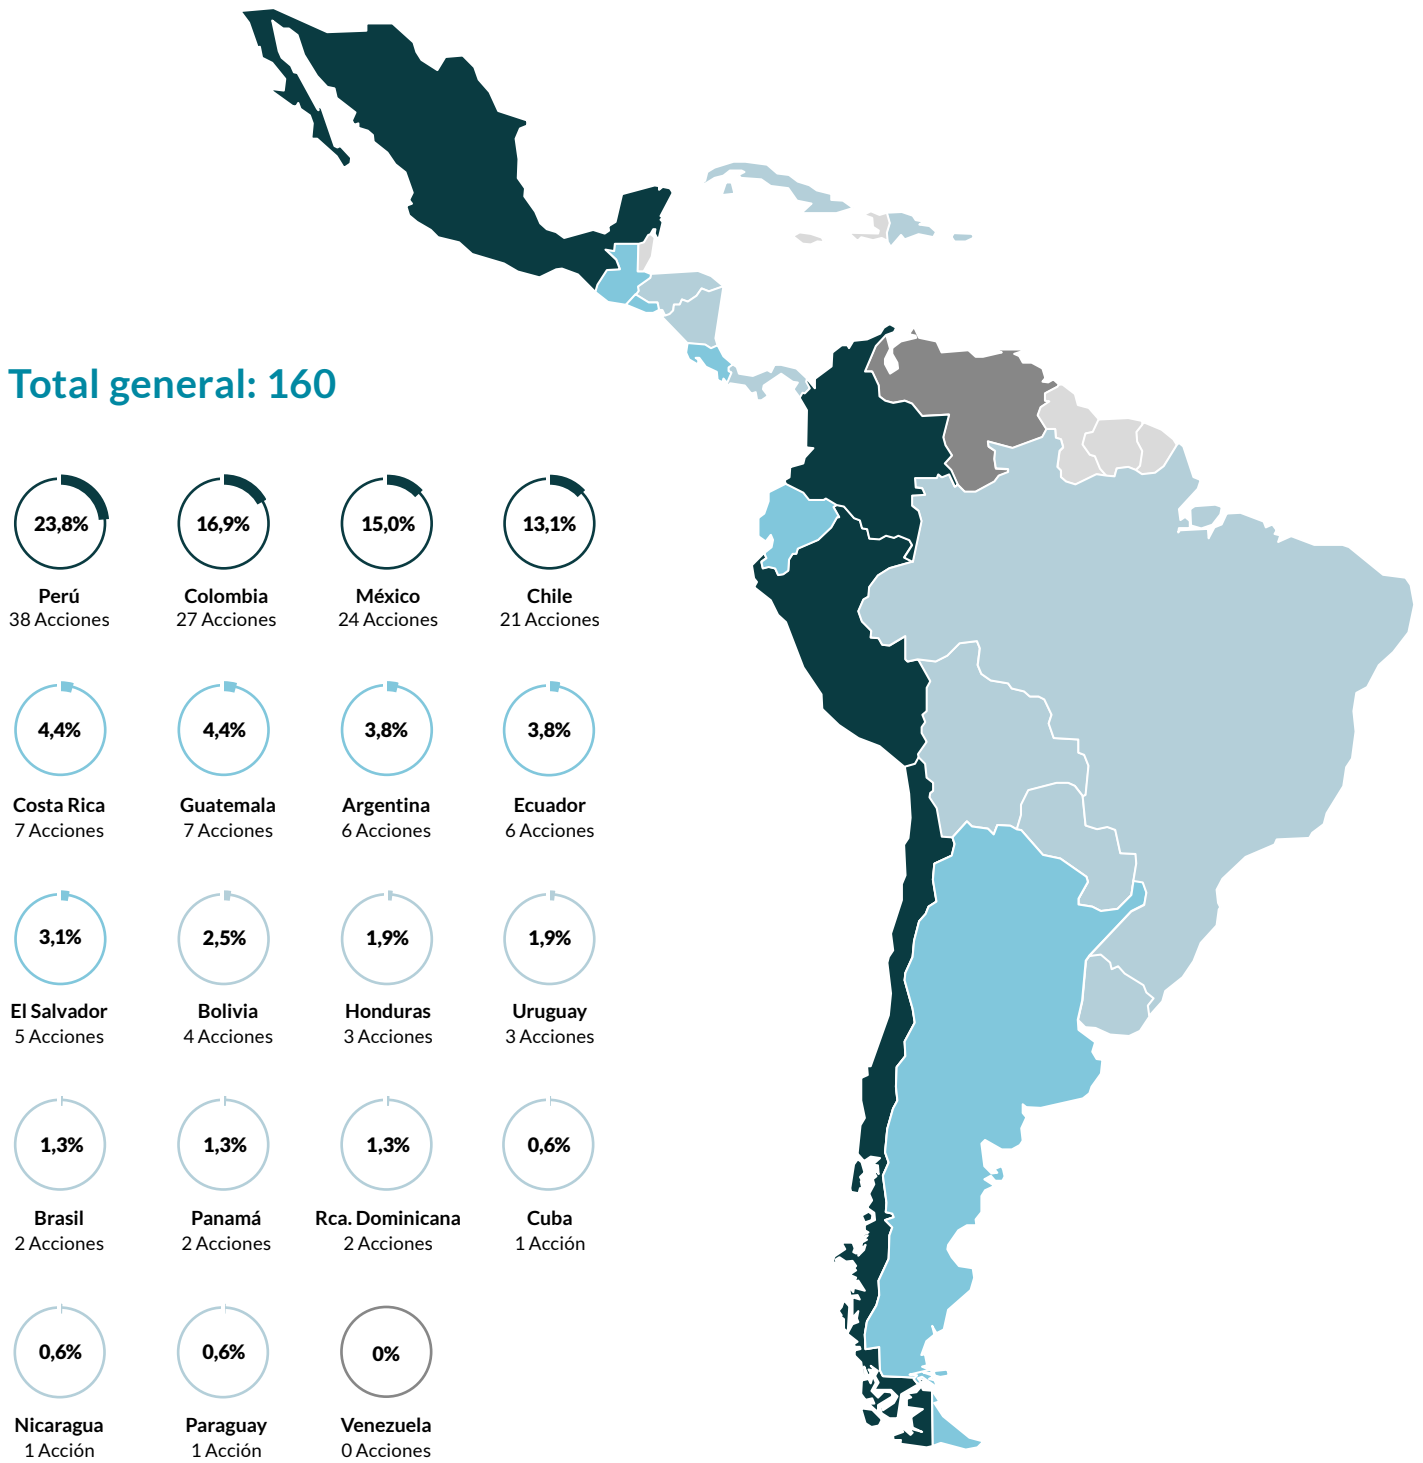 Total general: 160
23,8%
16,9%
15,0%
13,1%
Perú
Colombia
México
Chile
38 Acciones
27 Acciones
24 Acciones
21 Acciones
4,4%
4,4%
3,8%
3,8%
Costa Rica
Guatemala
Argentina
Ecuador
7 Acciones
7 Acciones
6 Acciones
6 Acciones
3,1%
2,5%
1,9%
1,9%
El Salvador
Bolivia
Honduras
Uruguay
5 Acciones
4 Acciones
3 Acciones
3 Acciones
1,3%
1,3%
1,3%
0,6%
Brasil
Panamá
Rca. Dominicana
Cuba
2 Acciones
2 Acciones
2 Acciones
1 Acción
0,6%
0,6%
0%
Nicaragua
Paraguay
Venezuela
1 Acción
1 Acción
0 Acciones